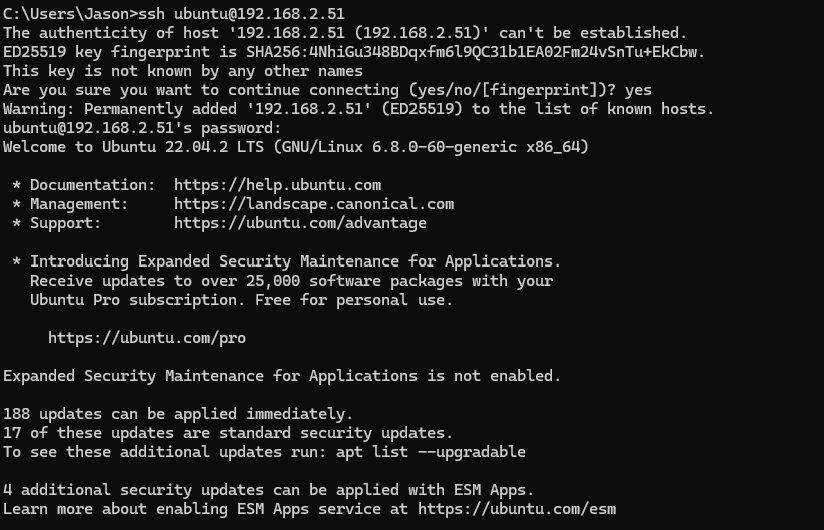 C:\Users\Jason>ssh ubuntu@192.168.2.51
The authenticity of host '192.168.2.51 (192.168.2.51)' can't be established.
ED25519 key fingerprint is SHA256:4NhiGu348BDqxfm6l9QC31b1EA02Fm24vSnTu+EkCbw.
This key is not known by any other names
Are you sure you want to continue connecting (yes/no/[fingerprint])? yes
Warning: Permanently added '192.168.2.51' (ED25519) to the list of known hosts.
ubuntu@192.168.2.51's password:
Welcome to Ubuntu 22.04.2 LTS (GNU/Linux 6.8.0-60-generic x86_64)

 * Documentation:  https://help.ubuntu.com
 * Management:     https://landscape.canonical.com
 * Support:        https://ubuntu.com/advantage

 * Introducing Expanded Security Maintenance for Applications.
   Receive updates to over 25,000 software packages with your
   Ubuntu Pro subscription. Free for personal use.

     https://ubuntu.com/pro

Expanded Security Maintenance for Applications is not enabled.

188 updates can be applied immediately.
17 of these updates are standard security updates.
To see these additional updates run: apt list --upgradable

4 additional security updates can be applied with ESM Apps.
Learn more about enabling ESM Apps service at https://ubuntu.com/esm